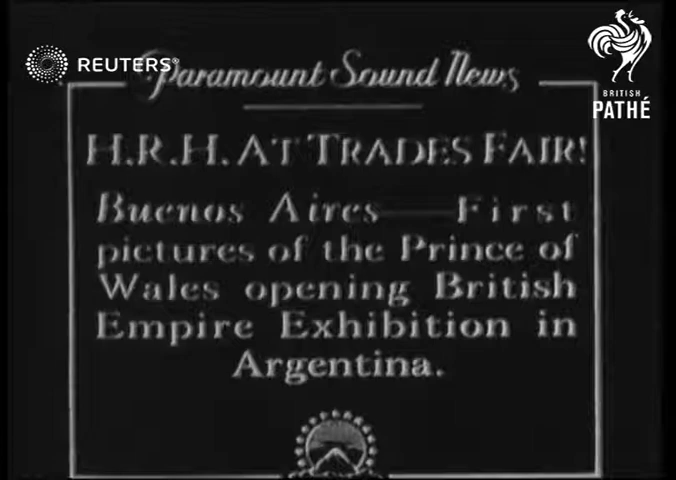 REUTERS®
BRITISH
PATHÉ
Paramount Sound News
H.R.H. AT TRADES FAIR!
Buenos Aires — First
pictures of the Prince of
Wales opening British
Empire Exhibition in
Argentina.